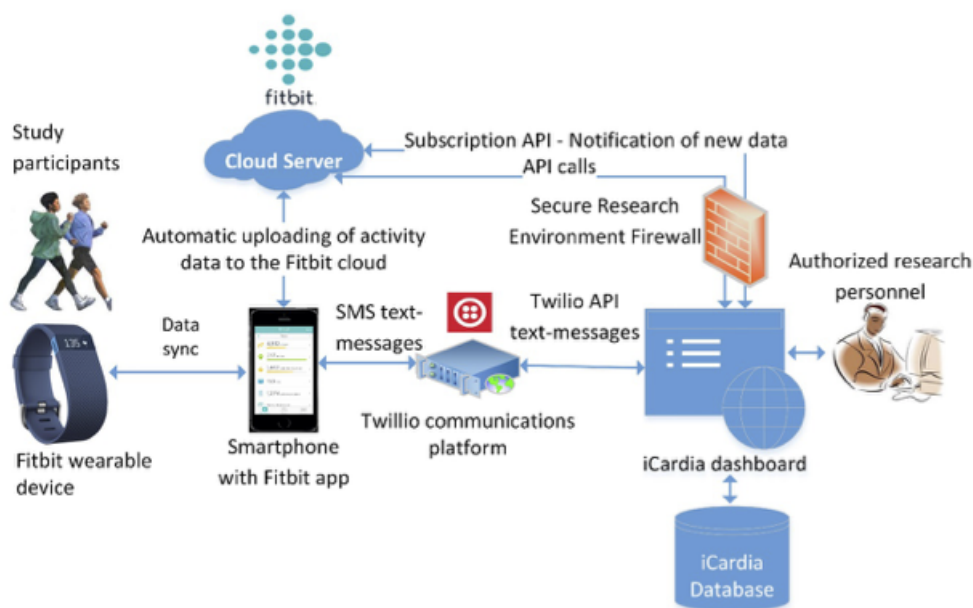 fitbit
Study
participants
Cloud Server
Subscription API - Notification of new data
API calls
Secure Research
Environment Firewall
Automatic uploading of activity
data to the Fitbit cloud
Authorized research
personnel
Data
sync
SMS text-
messages
Twilio API
text-messages
135
Fitbit wearable
device
Smartphone
with Fitbit app
Twillio communications
platform
iCardia dashboard
iCardia
Database